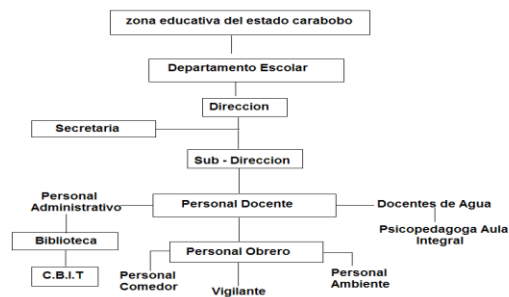 zona educativa del estado carabobo
Departamento Escolar
Direccion
Secretaria
Sub - Direccion
Personal
Administrativo
Personal Docente
Docentes de Agua
Psicopedagoga Aula
Integral
Biblioteca
Personal Obrero
C.B.I.T
Personal
Comedor
Vigilante
Personal
Ambiente